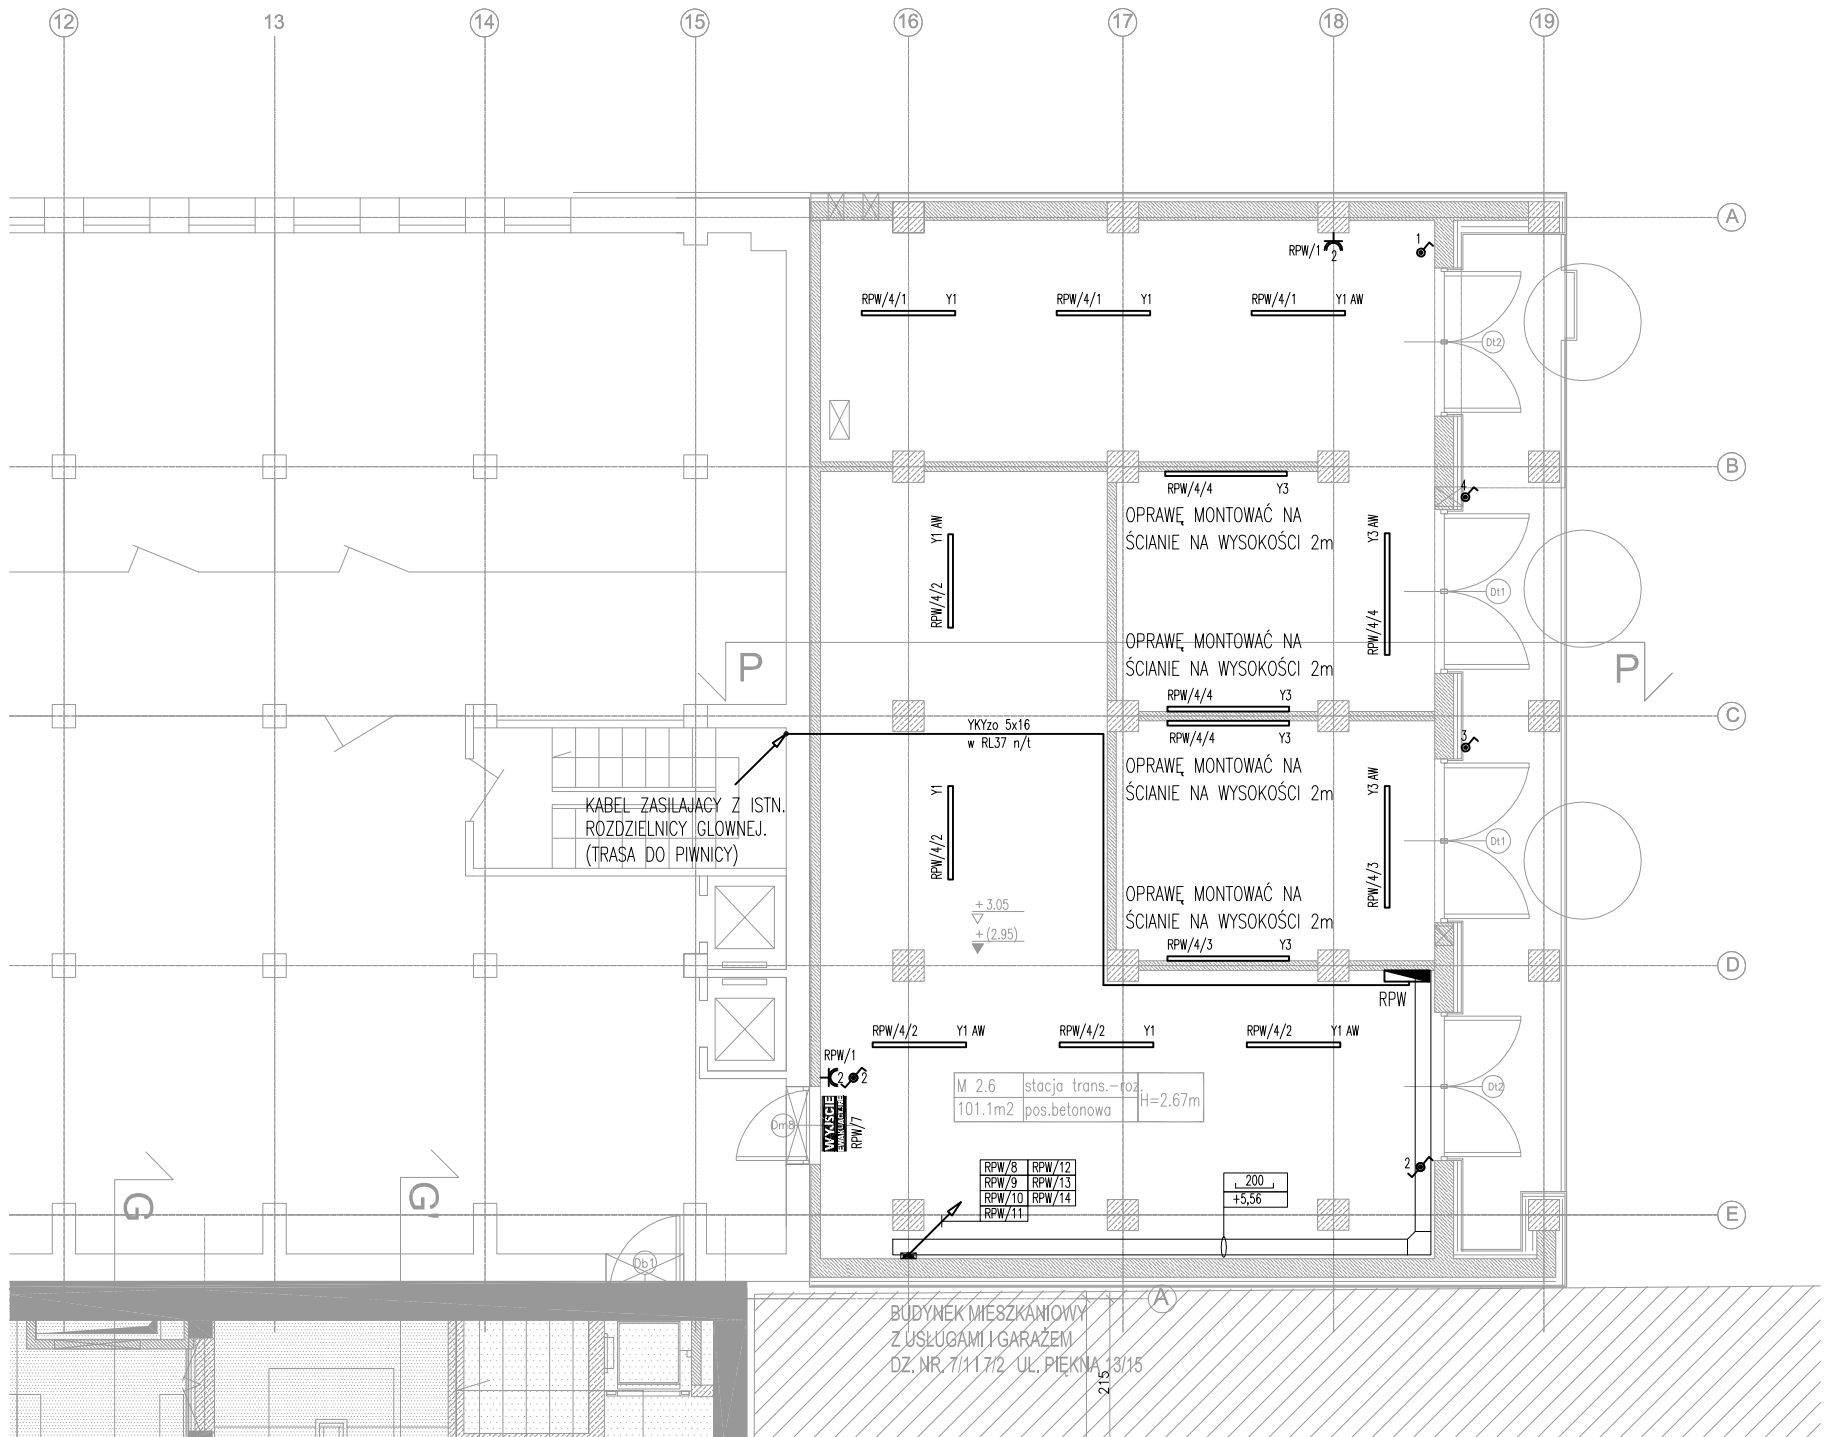 12 13 14 15 16 17 18 19
A
RPW/1 2 1
RPW/4/1 Y1 RPW/4/1 Y1 RPW/4/1 Y1 AW
Dt2
B
RPW/4/4 Y3
4
OPRAWĘ MONTOWAĆ NA
ŚCIANIE NA WYSOKOŚCI 2m
Y1 AW
RPW/4/2
Y3 AW
RPW/4/4
Dt1
OPRAWĘ MONTOWAĆ NA
ŚCIANIE NA WYSOKOŚCI 2m
P P
RPW/4/4 Y3
C
YKYzo 5x16
w RL37 n/t
RPW/4/4 Y3
3
OPRAWĘ MONTOWAĆ NA
ŚCIANIE NA WYSOKOŚCI 2m
KABEL ZASILAJACY Z ISTN.
ROZDZIELNICY GLOWNEJ.
(TRASA DO PIWNICY)
Y1
RPW/4/2
Y3 AW
RPW/4/3
Dt1
OPRAWĘ MONTOWAĆ NA
ŚCIANIE NA WYSOKOŚCI 2m
+ 3.05
+ (2.95)
RPW/4/3 Y3
D
RPW
RPW/4/2 Y1 AW RPW/4/2 Y1 RPW/4/2 Y1 AW
RPW/1
2 2
M 2.6 stacja trans.-roz. H=2.67m
101.1m2 pos.betonowa
Dt2
Dm8
WYJŚCIE
EWAKUACYJNE
RPW/7
2
RPW/8 RPW/12
RPW/9 RPW/13
RPW/10 RPW/14
RPW/11
200
+5,56
G G'
E
Db1
A
BUDYNEK MIESZKANIOWY
Z USŁUGAMI I GARAŻEM
DZ. NR. 7/1 I 7/2 UL. PIĘKNA 13/15
215